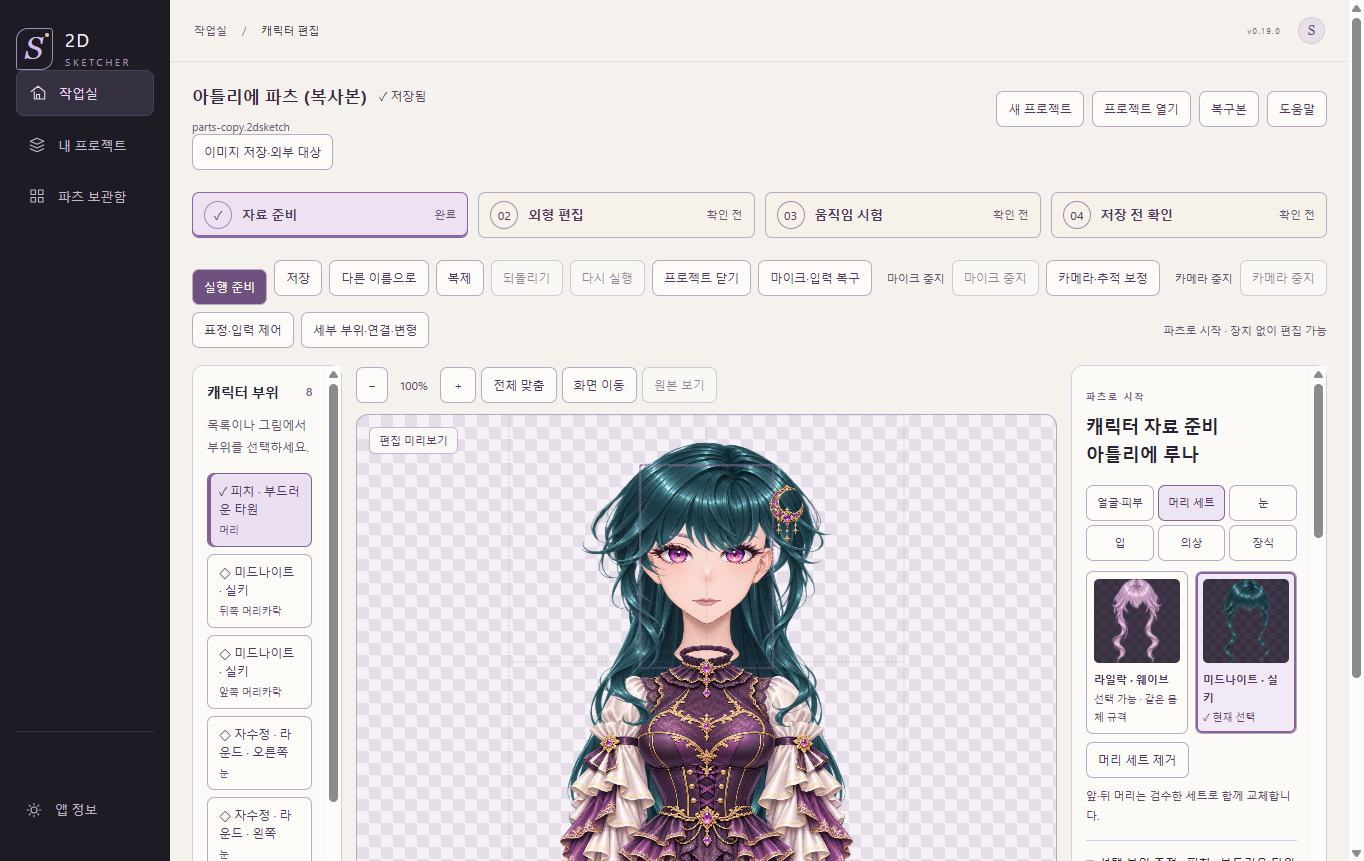 S
2D
SKETCHER
작업실
내 프로젝트
파츠 보관함
앱 정보
작업실 / 캐릭터 편집
v0.19.0
S
아틀리에 파츠 (복사본) ✓ 저장됨
parts-copy.2dsketch
이미지 저장·외부 대상
새 프로젝트
프로젝트 열기
복구본
도움말
✓ 자료 준비 완료
02 외형 편집 확인 전
03 움직임 시험 확인 전
04 저장 전 확인 확인 전
실행 준비
저장
다른 이름으로
복제
되돌리기
다시 실행
프로젝트 닫기
마이크·입력 복구
마이크 중지
마이크 중지
카메라·추적 보정
카메라 중지
카메라 중지
표정·입력 제어
세부 부위·연결·변형
파츠로 시작 · 장치 없이 편집 가능
캐릭터 부위 8
목록이나 그림에서
부위를 선택하세요.
✓ 피치 · 부드러
운 타원
머리
◇ 미드나이트
· 실키
뒤쪽 머리카락
◇ 미드나이트
· 실키
앞쪽 머리카락
◇ 자수정 · 라
운드 · 오른쪽
눈
◇ 자수정 · 라
운드 · 왼쪽
눈
−
100%
+
전체 맞춤
화면 이동
원본 보기
편집 미리보기
파츠로 시작
캐릭터 자료 준비
아틀리에 루나
얼굴·피부
머리 세트
눈
입
의상
장식
라일락 · 웨이브
선택 가능 · 같은 몸
체 규격
미드나이트 · 실
키
✓ 현재 선택
머리 세트 제거
앞·뒤 머리는 검수한 세트로 함께 교체합니
다.